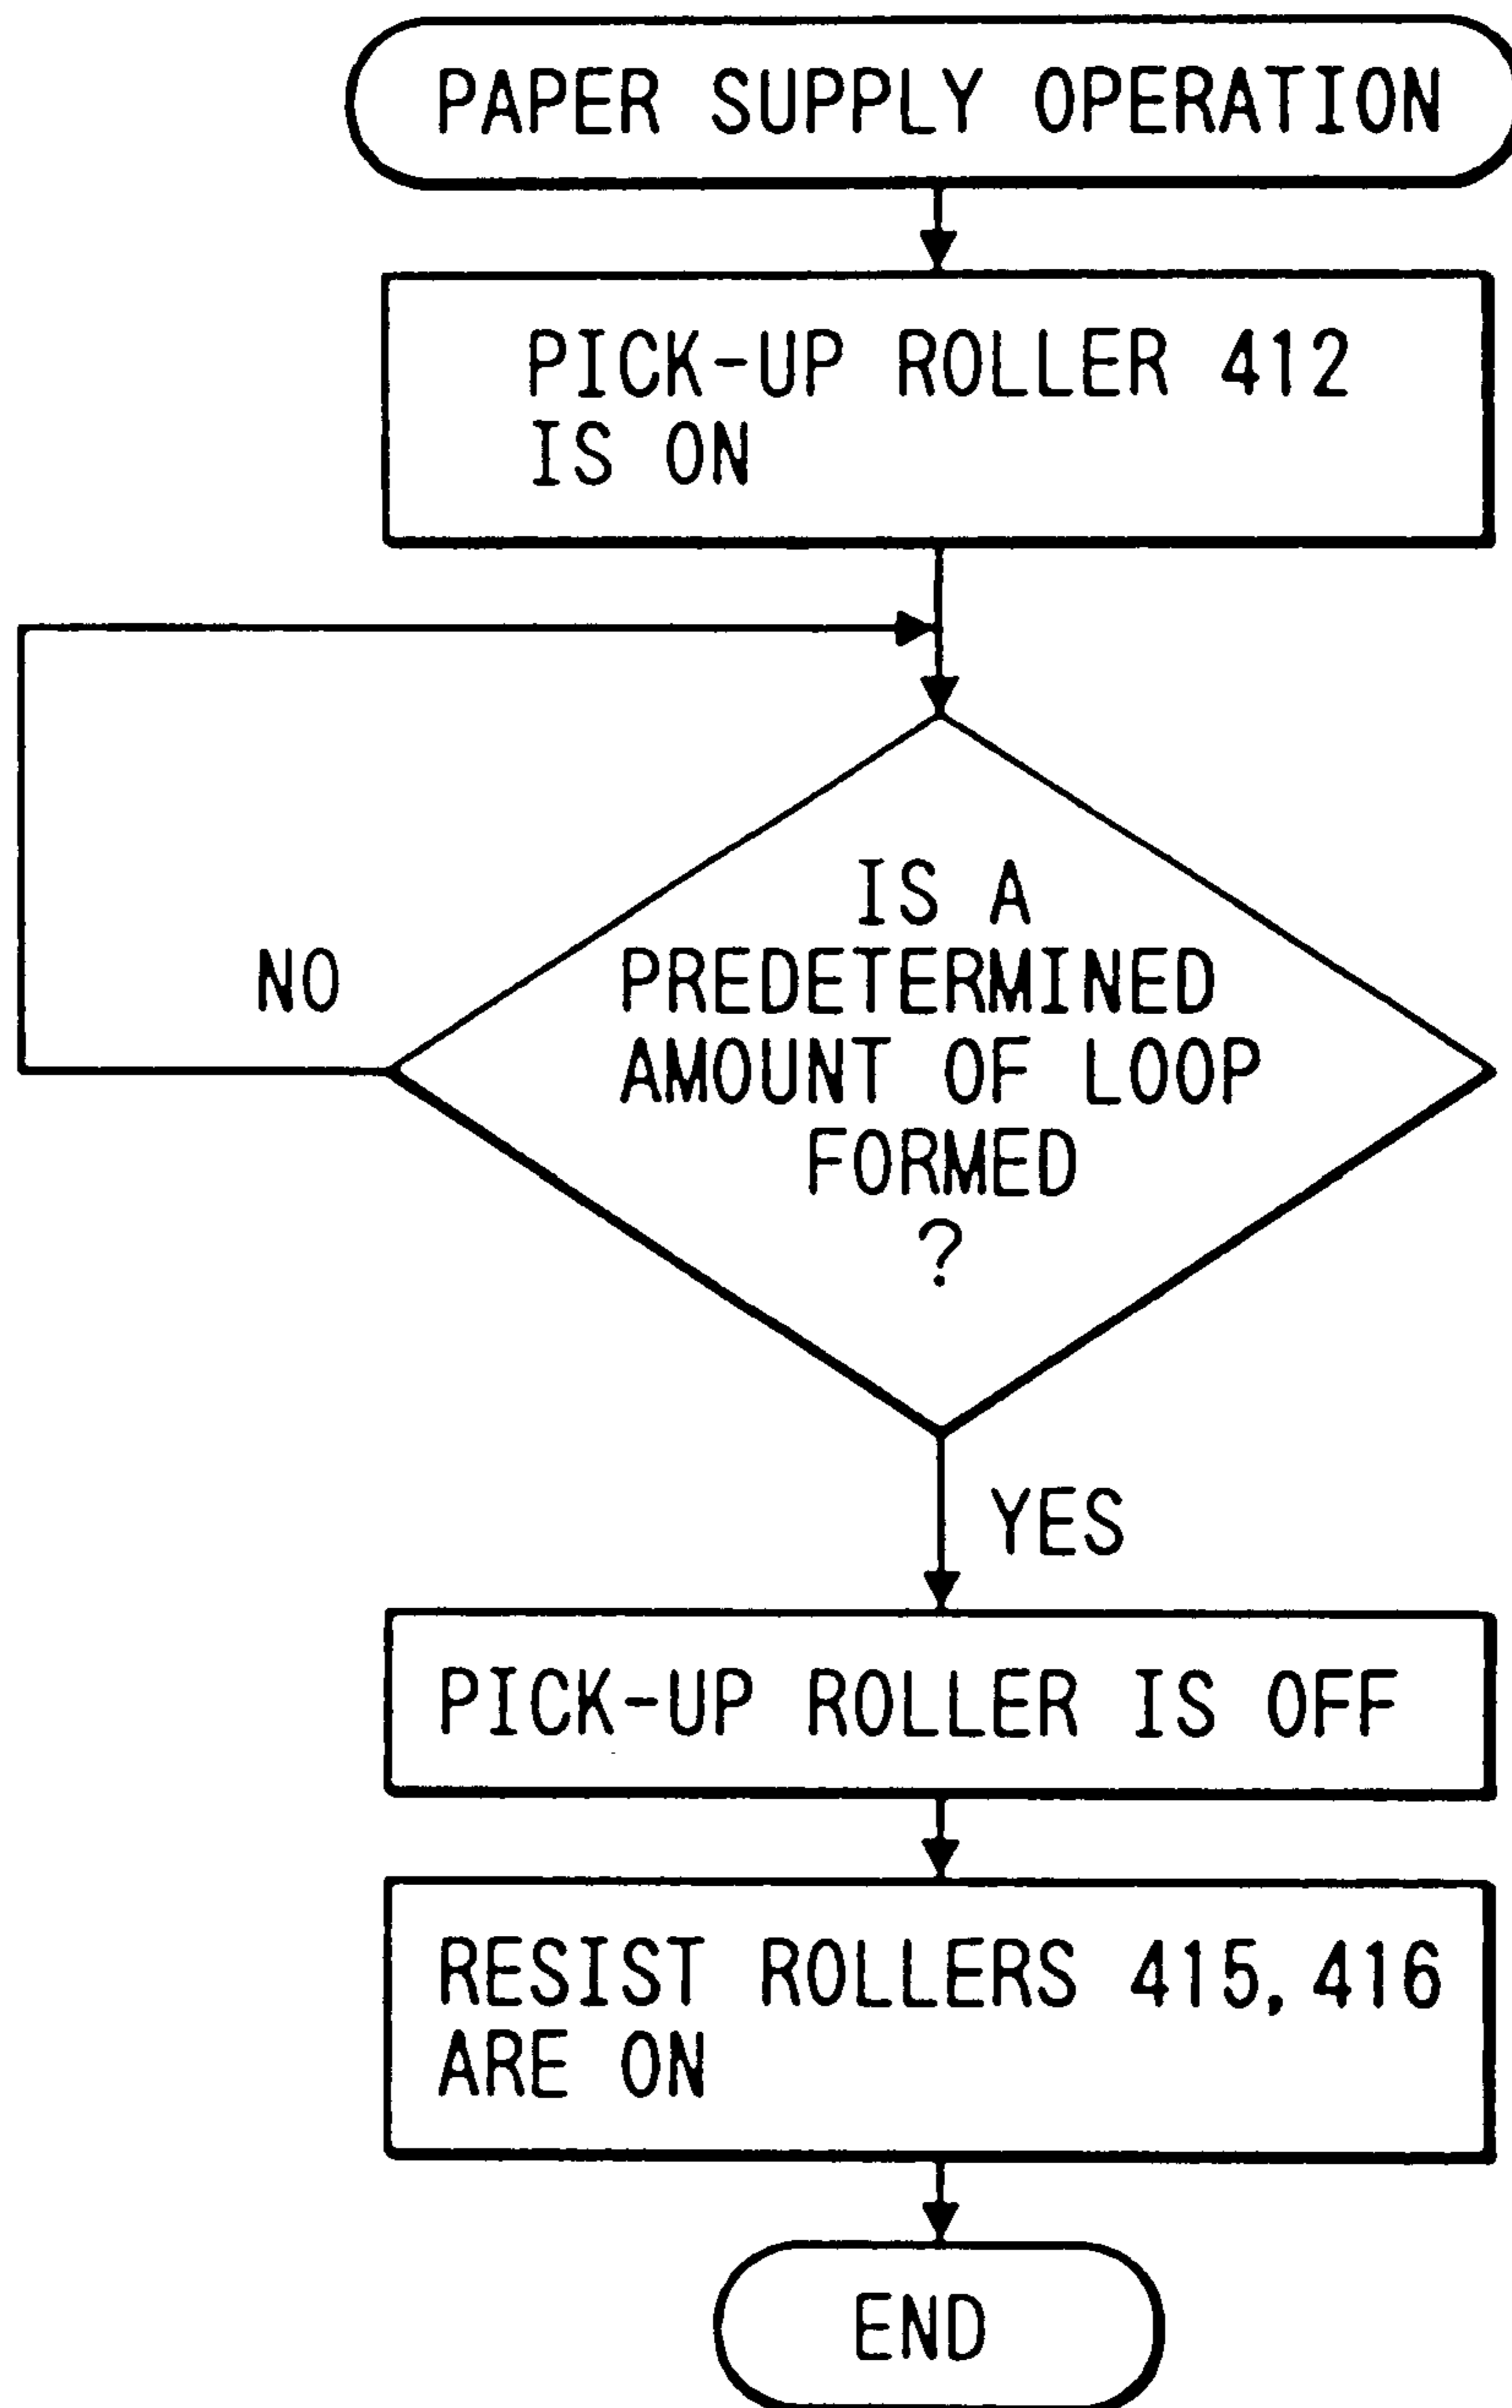 PAPER SUPPLY OPERATION
PICK-UP ROLLER 412
IS ON
IS A
PREDETERMINED
AMOUNT OF LOOP
FORMED
?
NO
YES
PICK-UP ROLLER IS OFF
RESIST ROLLERS 415,416
ARE ON
END